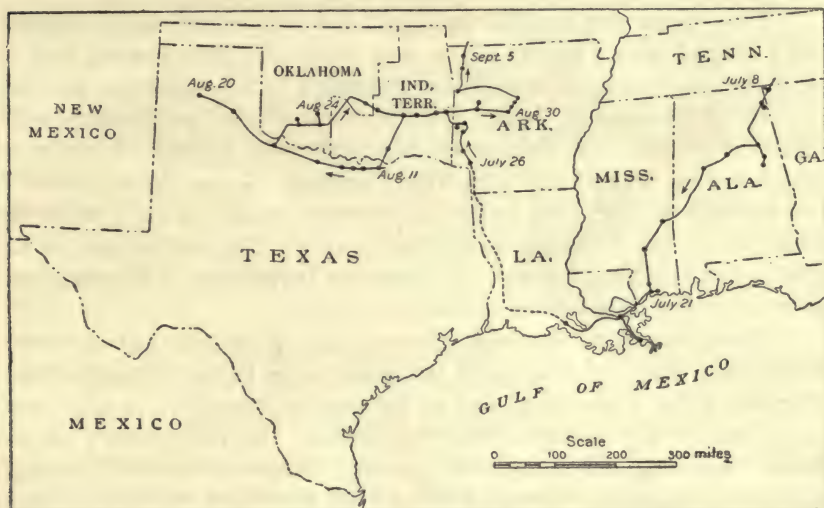 Sept. 5
TENN.
OKLAHOMA
July 8
Aug. 20
Aug. 24
IND.
TERR.
NEW
MEXICO
Aug. 30
ARK.
GA.
July 26
MISS.
ALA.
Aug. 11
TEXAS
LA.
July 21
GULF OF MEXICO
MEXICO
Scale
0 100 200 300 miles